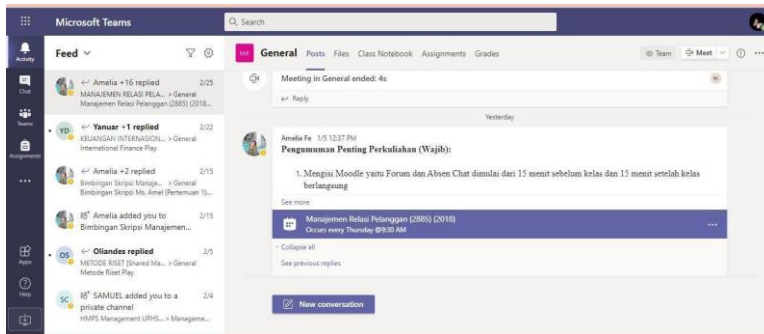 Microsoft Teams
Search
Activity
Chat
Teams
Assignments
Apps
Help
Feed
Amelia +16 replied 2/25
MANAJEMEN RELASI PELA... > General
Manajemen Relasi Pelanggan (2885) (2018...
YD
Yanuar +1 replied 2/22
KEUANGAN INTERNASION... > General
International Finance Play
Amelia +2 replied 2/15
Bimbingan Skripsi Manaje... > General
Bimbingan Skripsi Ms. Amel (Pertemuan 1)...
Amelia added you to 2/15
Bimbingan Skripsi Manajemen...
OS
Oliandes replied 2/5
METODE RISET [Shared Ma... > General
Metode Riset Play
SC
SAMUEL added you to a 2/4
private channel
HMPS Management UPHS... > Manageme...
MR
General Posts Files Class Notebook Assignments Grades
Team Meet
Meeting in General ended: 4s
Reply
Yesterday
Amelia Fe 1/5 12:37 PM
Pengumuman Penting Perkuliahan (Wajib):
1. Mengisi Moodle yaitu Forum dan Absen Chat dimulai dari 15 menit sebelum kelas dan 15 menit setelah kelas
berlangsung
See more
Manajemen Relasi Pelanggan (2885) (2018)
Occurs every Thursday @9:30 AM
Collapse all
See previous replies
New conversation